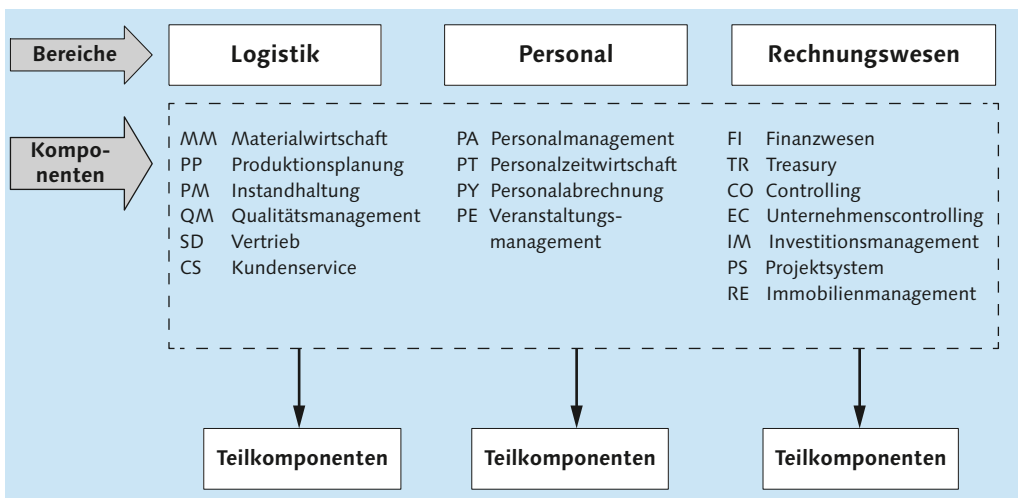 Bereiche
Logistik
Personal
Rechnungswesen
Kompo-
nenten
MM Materialwirtschaft
PP Produktionsplanung
PM Instandhaltung
QM Qualitätsmanagement
SD Vertrieb
CS Kundenservice
PA Personalmanagement
PT Personalzeitwirtschaft
PY Personalabrechnung
PE Veranstaltungs-
management
FI Finanzwesen
TR Treasury
CO Controlling
EC Unternehmenscontrolling
IM Investitionsmanagement
PS Projektsystem
RE Immobilienmanagement
Teilkomponenten
Teilkomponenten
Teilkomponenten